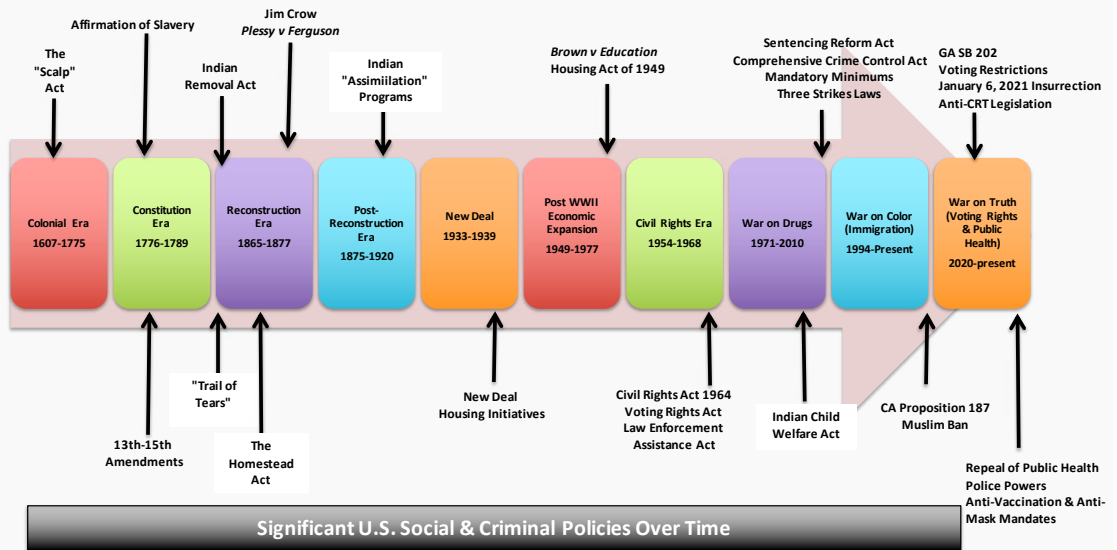 Affirmation of Slavery
Jim Crow
Plessy v Ferguson
The
"Scalp"
Act
Indian
Removal Act
Indian
"Assimiilation"
Programs
Brown v Education
Housing Act of 1949
Sentencing Reform Act
Comprehensive Crime Control Act
Mandatory Minimums
Three Strikes Laws
GA SB 202
Voting Restrictions
January 6, 2021 Insurrection
Anti-CRT Legislation
Colonial Era
1607-1775
Constitution
Era
1776-1789
Reconstruction
Era
1865-1877
Post-
Reconstruction
Era
1875-1920
New Deal
1933-1939
Post WWII
Economic
Expansion
1949-1977
Civil Rights Era
1954-1968
War on Drugs
1971-2010
War on Color
(Immigration)
1994-Present
War on Truth
(Voting Rights
& Public
Health)
2020-present
13th-15th
Amendments
"Trail of
Tears"
The
Homestead
Act
New Deal
Housing Initiatives
Civil Rights Act 1964
Voting Rights Act
Law Enforcement
Assistance Act
Indian Child
Welfare Act
CA Proposition 187
Muslim Ban
Repeal of Public Health
Police Powers
Anti-Vaccination & Anti-
Mask Mandates
Significant U.S. Social & Criminal Policies Over Time